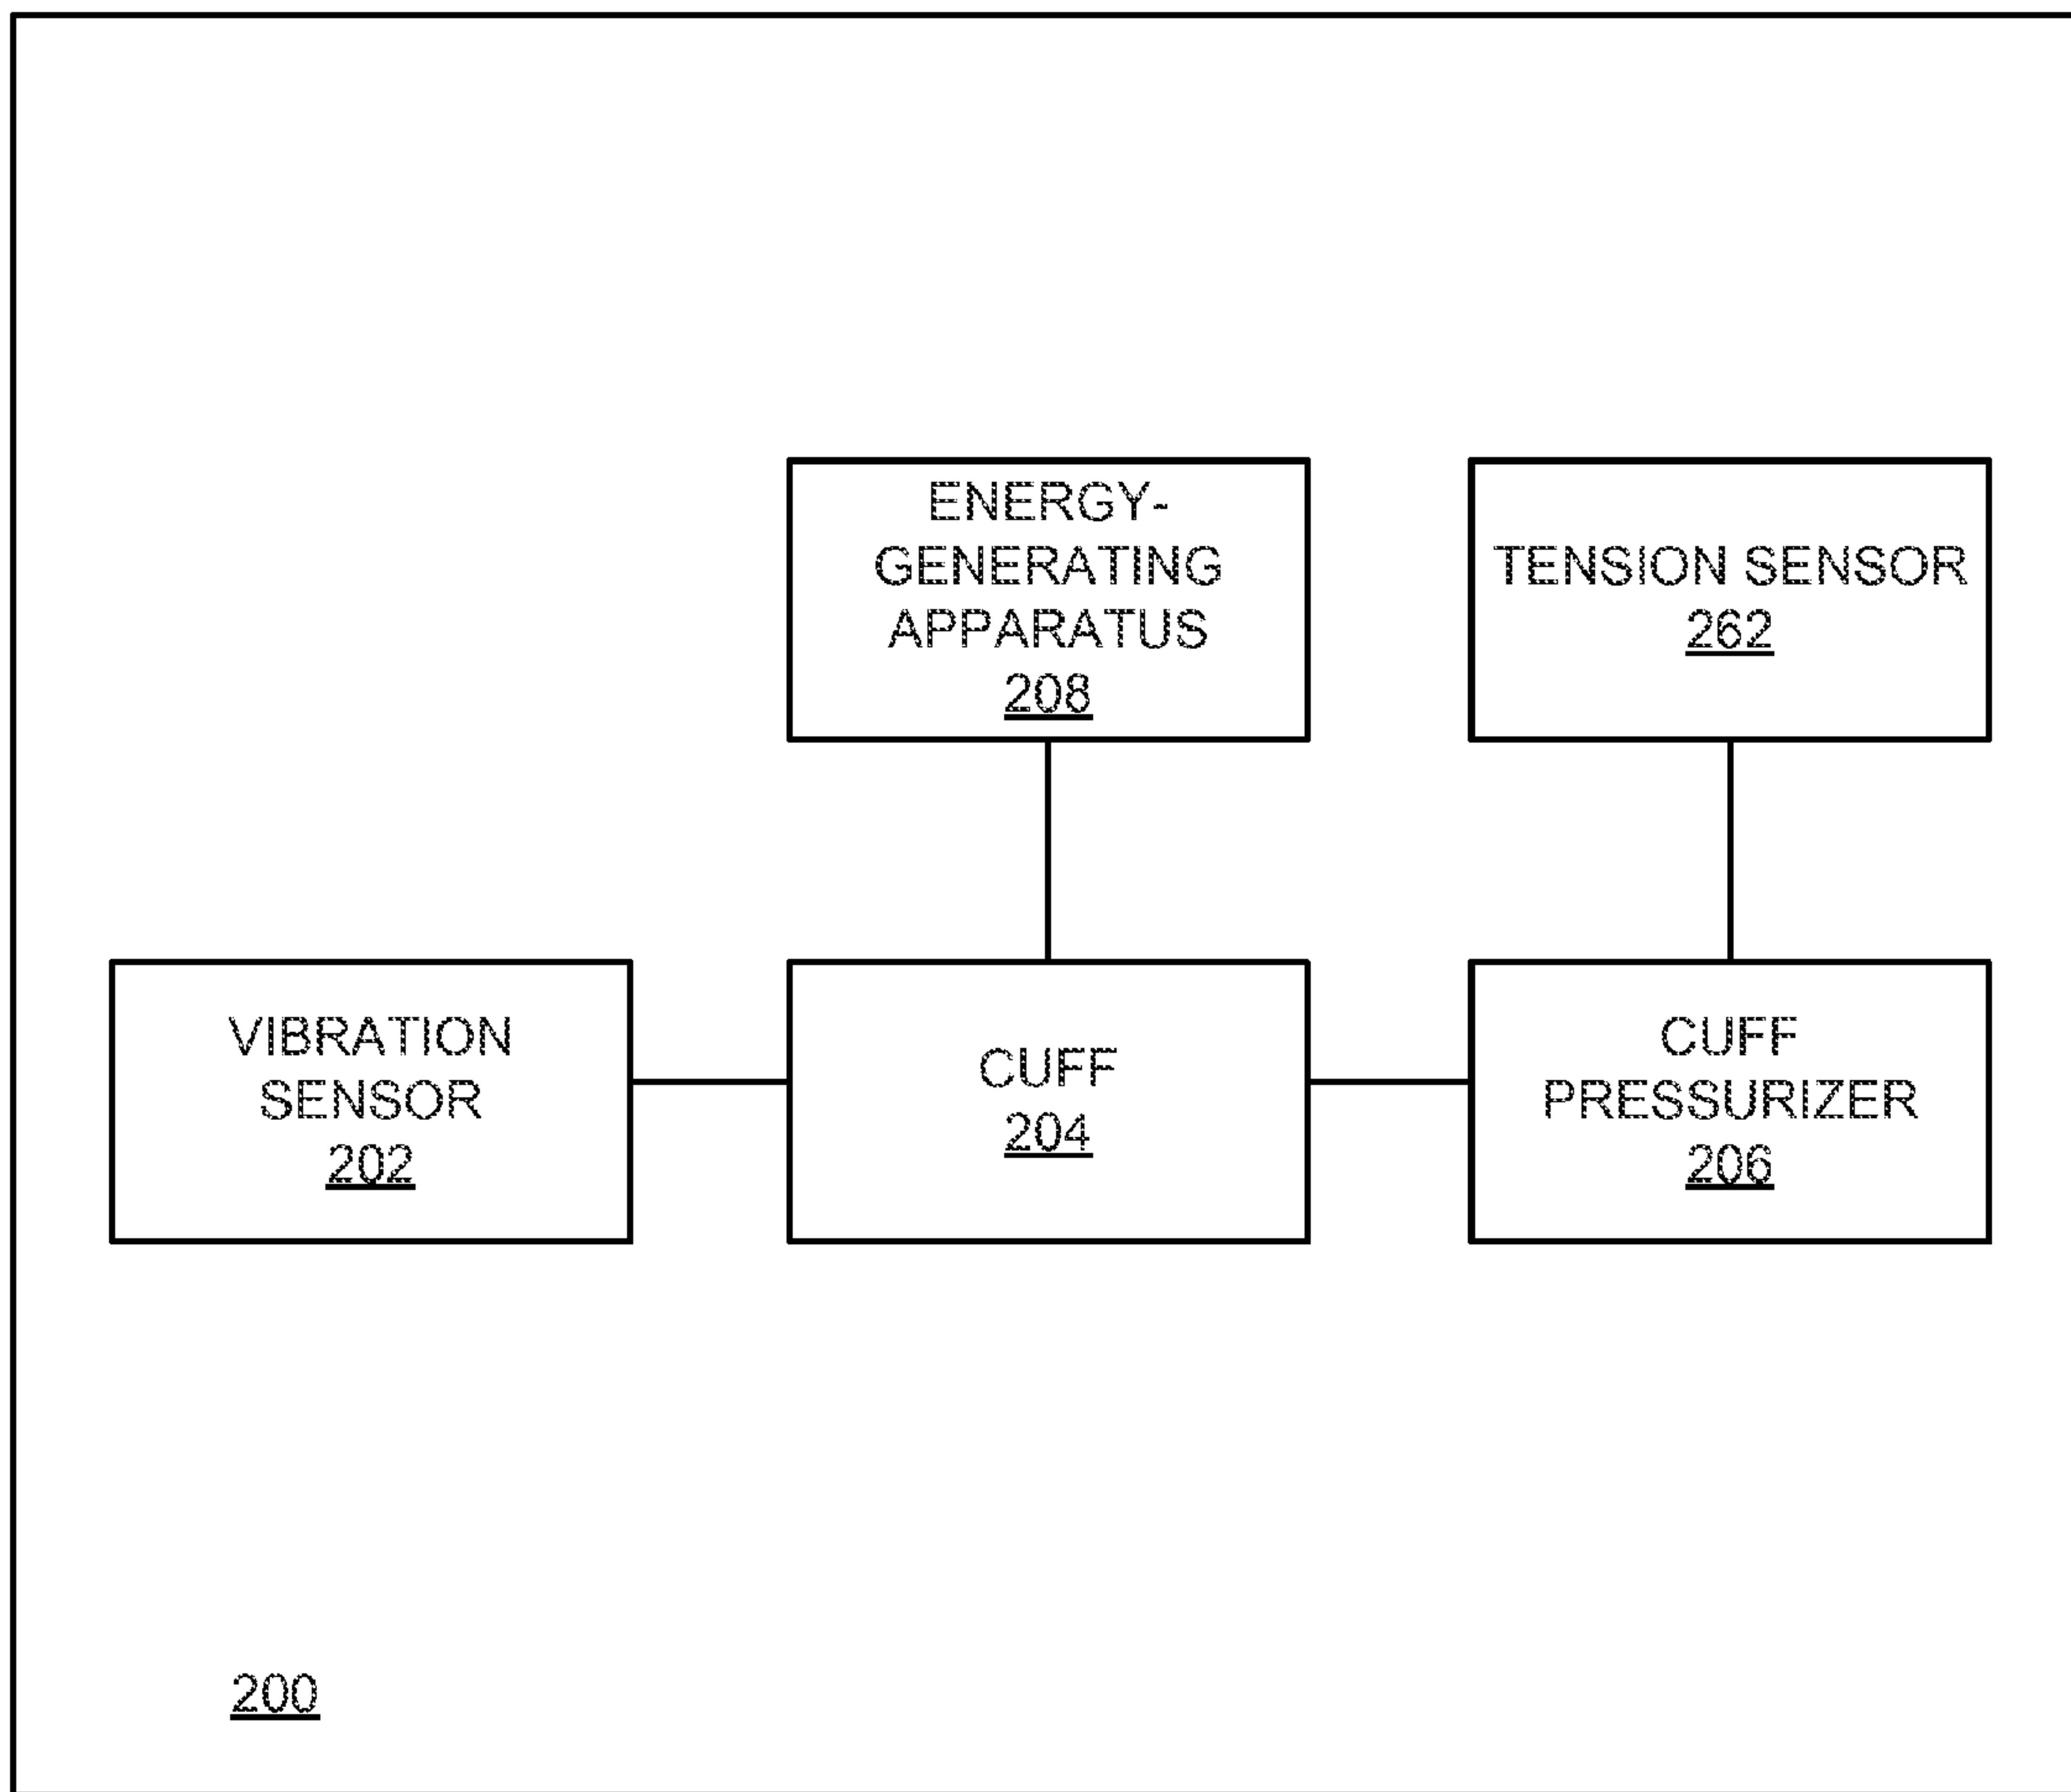 ENERGY-
GENERATING
APPARATUS
208
TENSION SENSOR
262
VIBRATION
SENSOR
202
CUFF
204
CUFF
PRESSURIZER
206
200